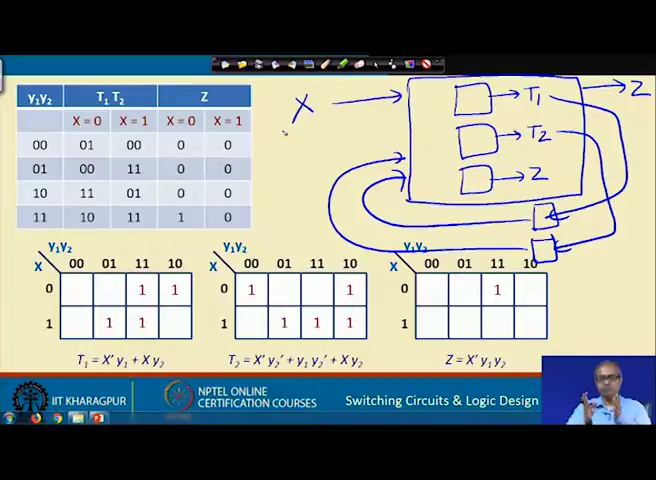 y1y2 T1 T2 Z
X = 0 X = 1 X = 0 X = 1
00 01 00 0 0
01 00 11 0 0
10 11 01 0 0
11 10 11 1 0
X
T1
T2
Z
Z
y1y2
X 00 01 11 10
0 1 1
1 1 1
T1 = X′ y1 + X y2
y1y2
X 00 01 11 10
0 1 1
1 1 1 1
T2 = X′ y2′ + y1 y2′ + X y2
y1y2
X 00 01 11 10
0 1
1
Z = X′ y1 y2
IIT KHARAGPUR
NPTEL ONLINE
CERTIFICATION COURSES
Switching Circuits & Logic Design